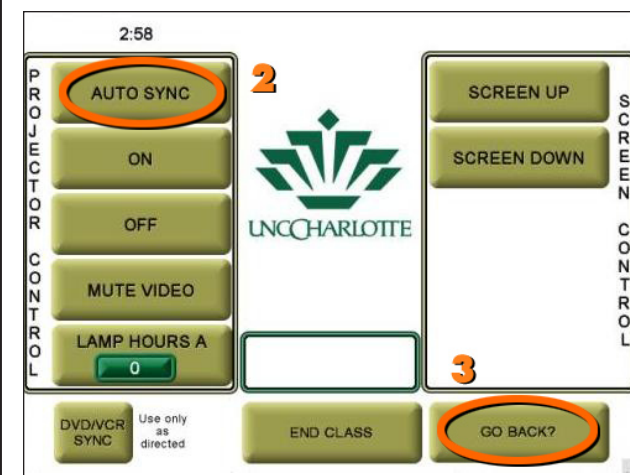 2:58
PROJECTOR CONTROL
AUTO SYNC
2
ON
OFF
MUTE VIDEO
LAMP HOURS A
0
UNCCHARLOTTE
SCREEN UP
SCREEN DOWN
SCREEN CONTROL
3
DVD/VCR
SYNC
Use only
as
directed
END CLASS
GO BACK?